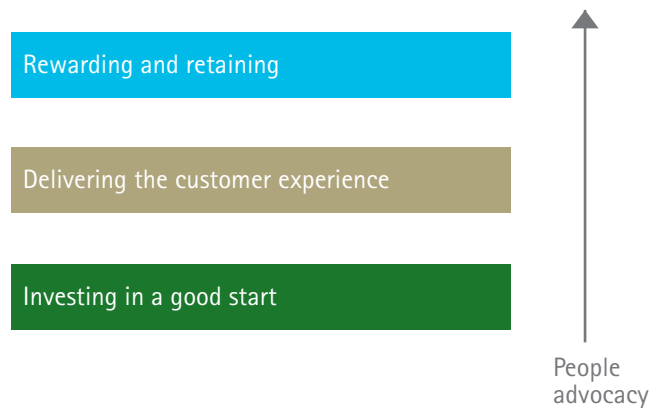 Rewarding and retaining
Delivering the customer experience
Investing in a good start
People
advocacy